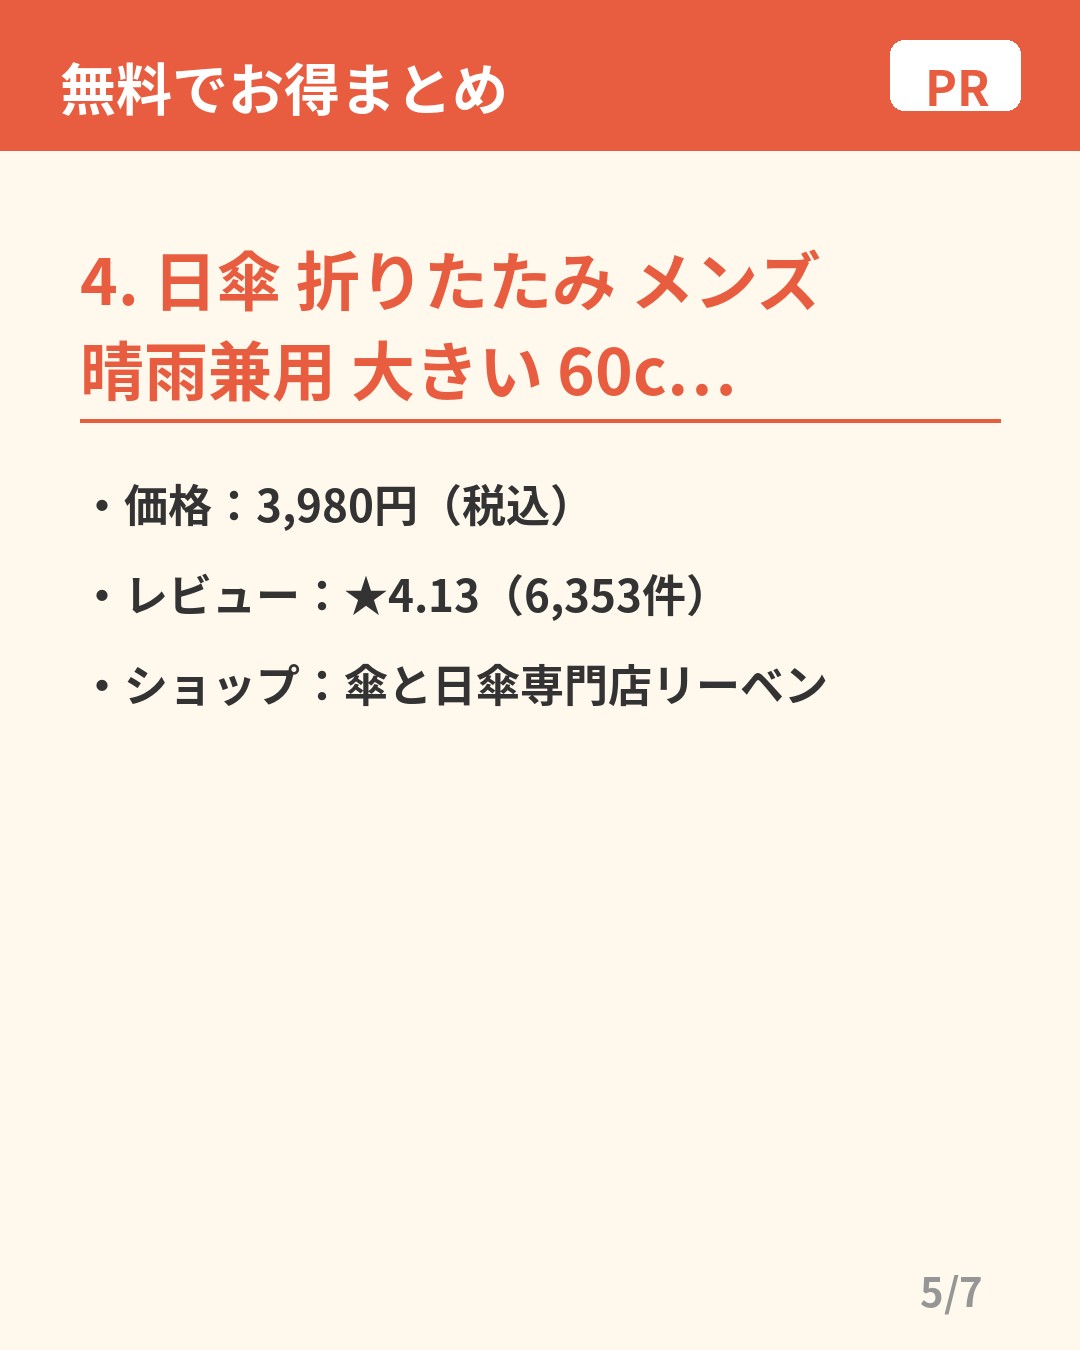 無料でお得まとめ
PR
4. 日傘 折りたたみ メンズ
晴雨兼用 大きい 60c...
・価格：3,980円（税込）
・レビュー：★4.13（6,353件）
・ショップ：傘と日傘専門店リーベン
5/7